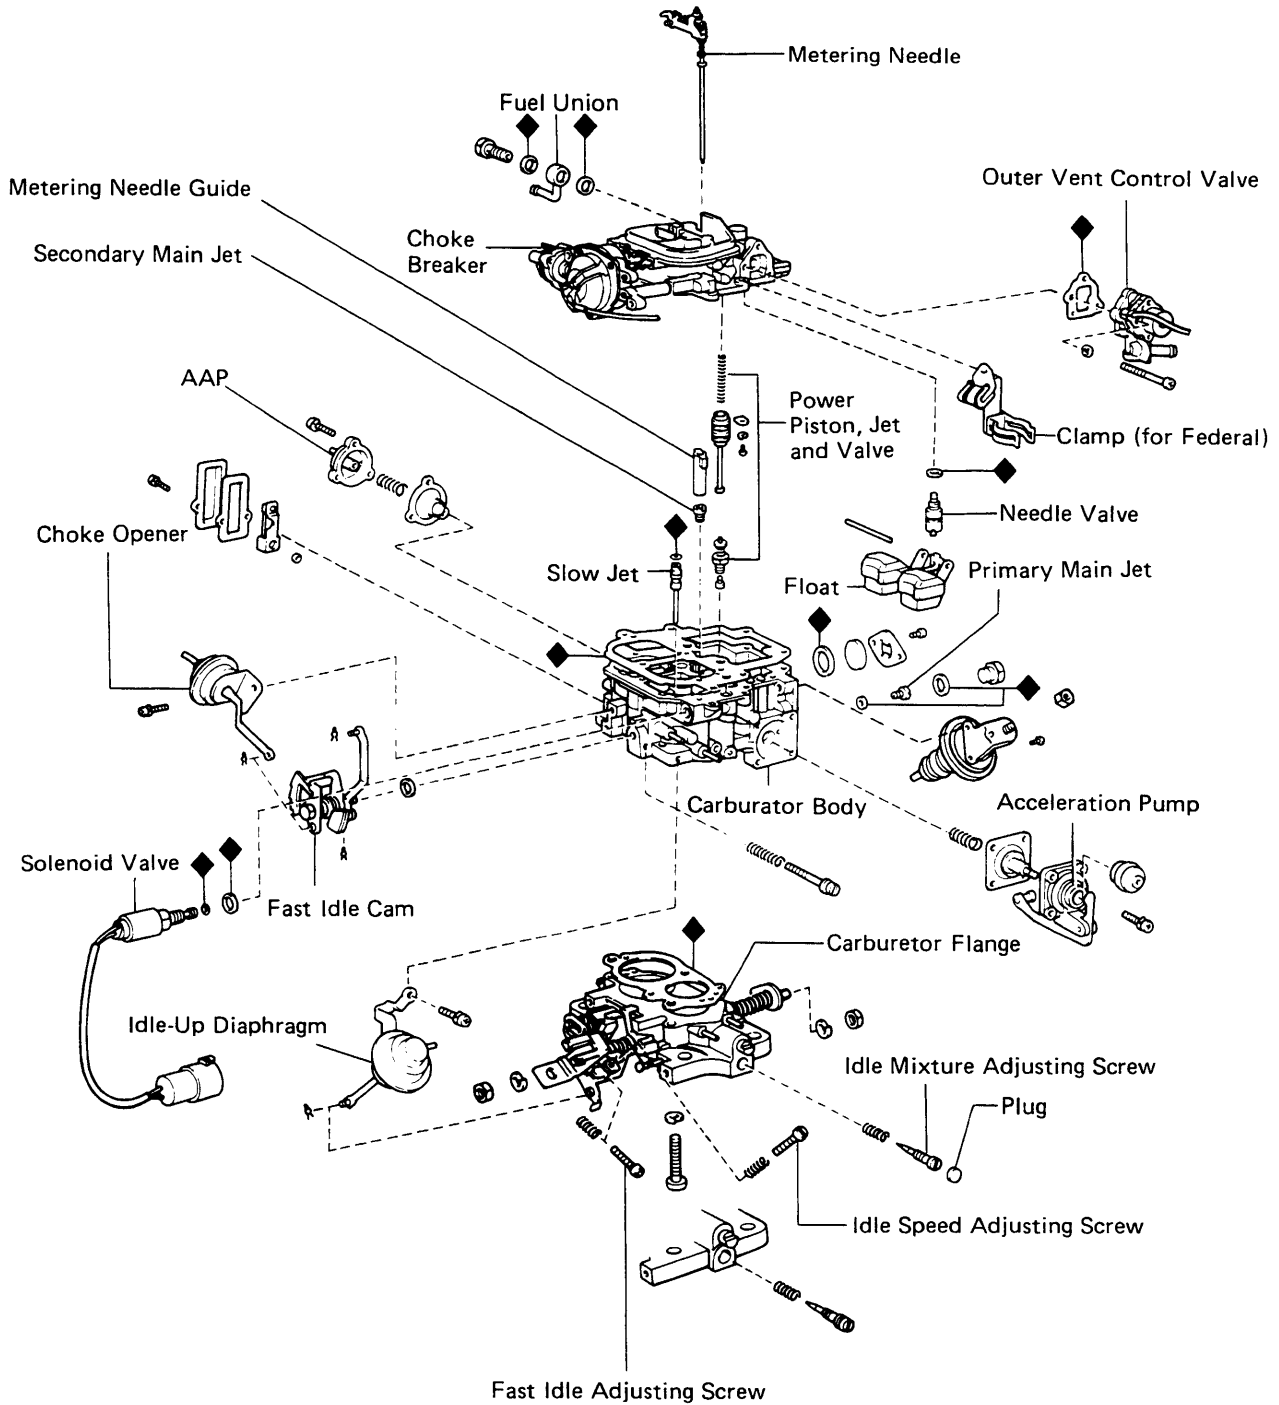 Metering Needle
Fuel Union
Outer Vent Control Valve
Metering Needle Guide
Choke
Breaker
Secondary Main Jet
AAP
Power
Piston, Jet
and Valve
Clamp (for Federal)
Needle Valve
Choke Opener
Slow Jet
Primary Main Jet
Float
Carburator Body
Acceleration Pump
Solenoid Valve
Fast Idle Cam
Carburetor Flange
Idle-Up Diaphragm
Idle Mixture Adjusting Screw
Plug
Idle Speed Adjusting Screw
Fast Idle Adjusting Screw